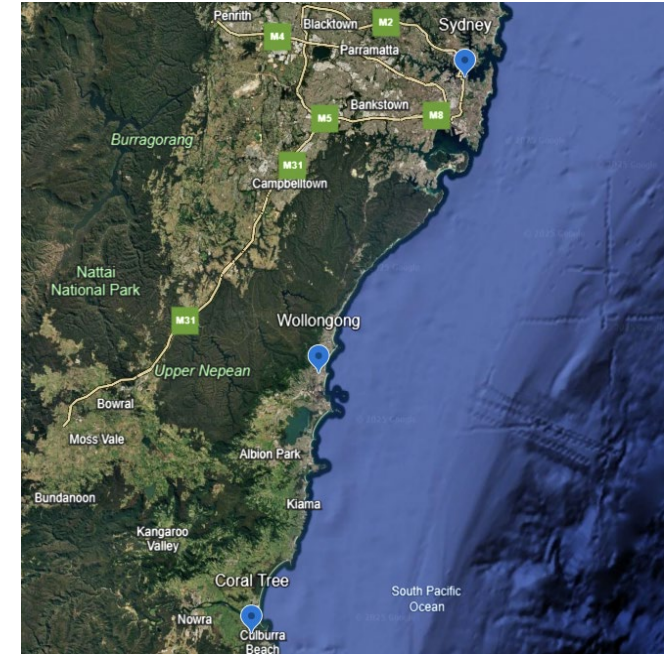 Penrith
Blacktown
M2
Sydney
M4
Parramatta
Bankstown
M5
M8
Burragorang
M31
Campbelltown
Nattai
National Park
M31
Wollongong
Upper Nepean
Bowral
Moss Vale
Albion Park
Bundanoon
Kiama
Kangaroo
Valley
Coral Tree
South Pacific
Ocean
Nowra
Culburra
Beach